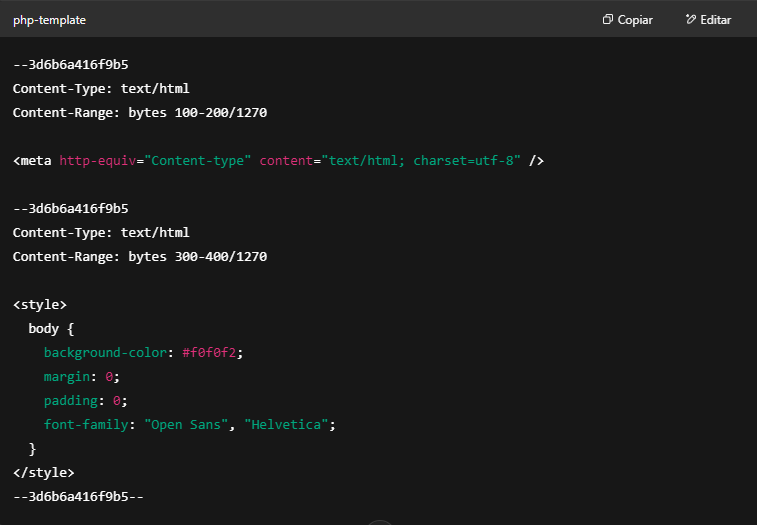 php-template
Copiar
Editar
--3d6b6a416f9b5
Content-Type: text/html
Content-Range: bytes 100-200/1270
<meta http-equiv="Content-type" content="text/html; charset=utf-8" />
--3d6b6a416f9b5
Content-Type: text/html
Content-Range: bytes 300-400/1270
<style>
  body {
    background-color: #f0f0f2;
    margin: 0;
    padding: 0;
    font-family: "Open Sans", "Helvetica";
  }
</style>
--3d6b6a416f9b5--